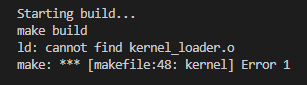 Starting build...
make build
ld: cannot find kernel_loader.o
make: *** [makefile:48: kernel] Error 1